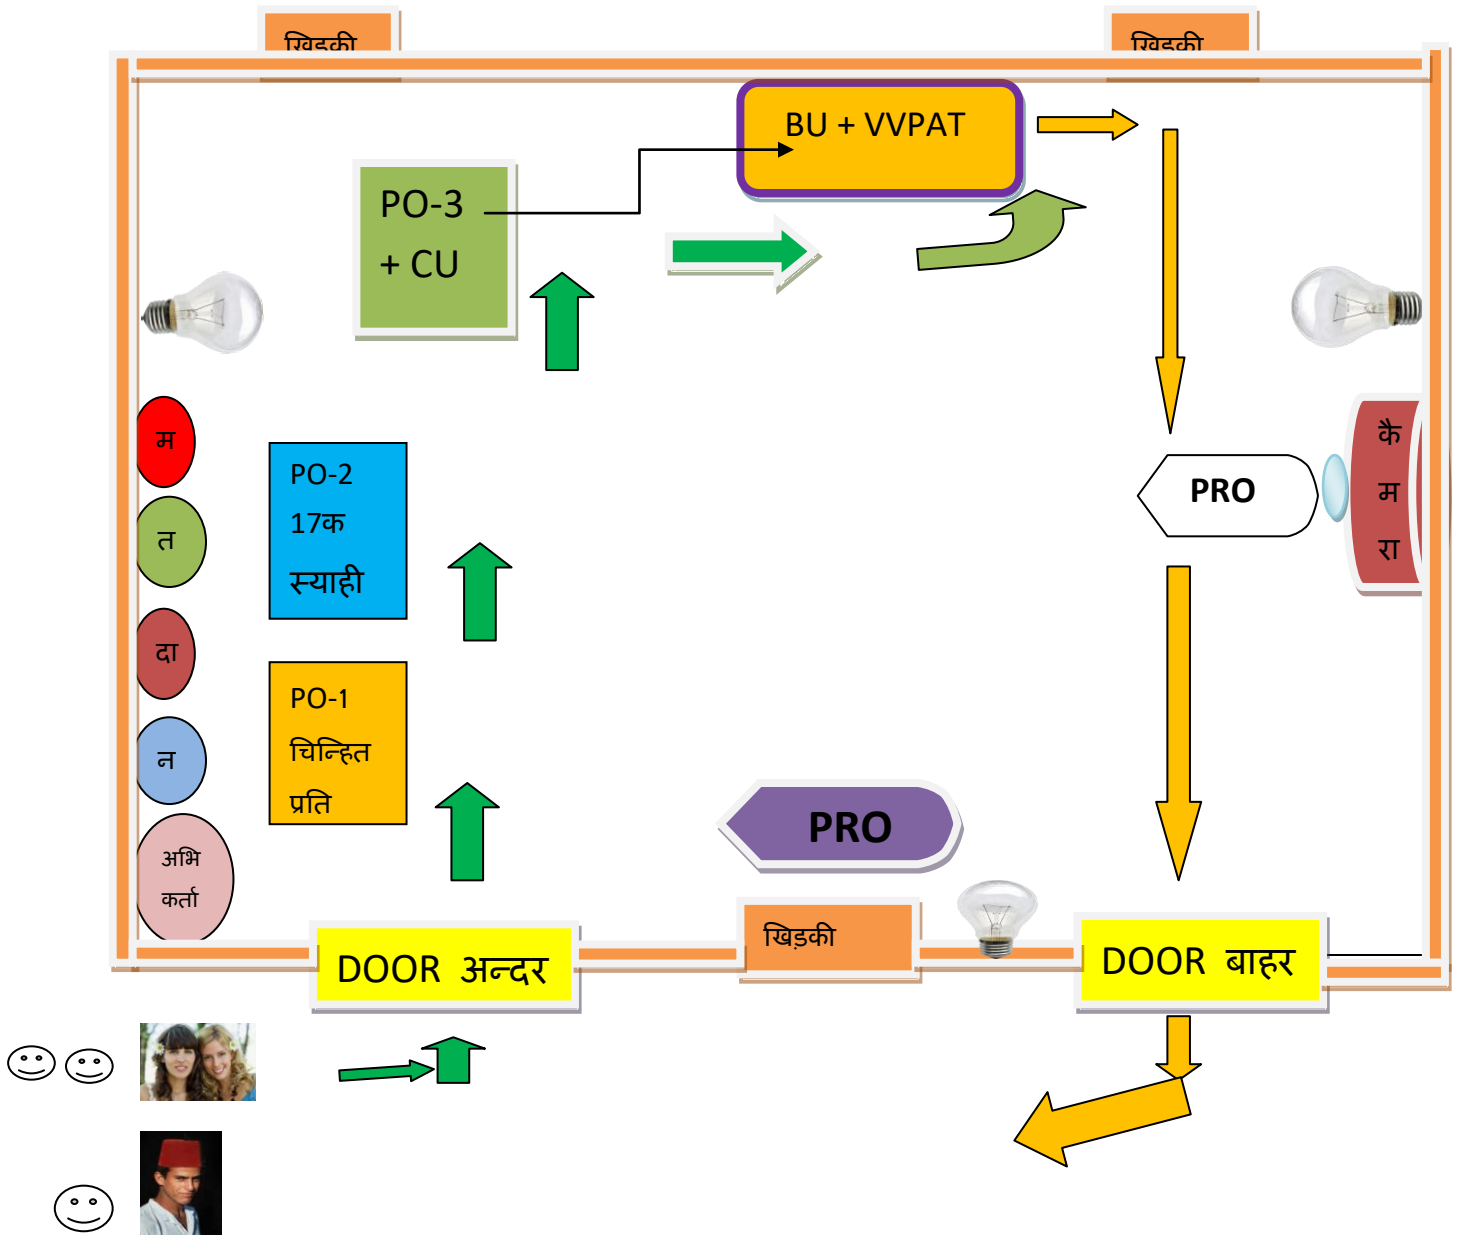 खिड़की
खिड़की
BU + VVPAT
PO-3
+ CU
म
त
दा
न
अभि
कर्ता
PO-2
17क
स्याही
PO-1
चिन्हित
प्रति
PRO
कै
म
रा
PRO
खिड़की
DOOR अन्दर
DOOR बाहर